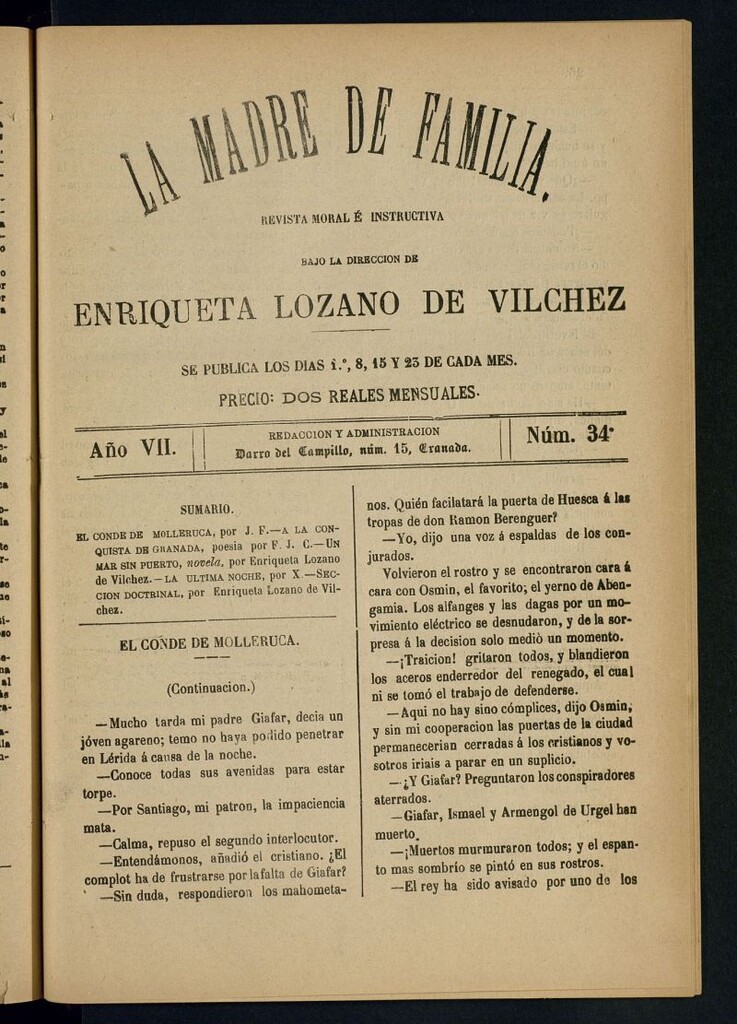 LA MADRE DE FAMILIA.
REVISTA MORAL É INSTRUCTIVA
BAJO LA DIRECCION DE
ENRIQUETA LOZANO DE VILCHEZ
SE PUBLICA LOS DIAS 1.º, 8, 15 Y 23 DE CADA MES.
PRECIO: DOS REALES MENSUALES.
Año VII.
REDACCION Y ADMINISTRACION
Darro del Campillo, núm. 15, Granada.
Núm. 34
SUMARIO.
EL CONDE DE MOLLERUCA, por J. F.—A LA CON-
QUISTA DE GRANADA, poesia por F. J. C.—UN
MAR SIN PUERTO, novela, por Enriqueta Lozano
de Vilchez.—LA ULTIMA NOCHE, por X.—SEC-
CION DOCTRINAL, por Enriqueta Lozano de Vil-
chez.
EL CONDE DE MOLLERUCA.
(Continuacion.)
—Mucho tarda mi padre Giafar, decia un
jóven agareno; temo no haya podido penetrar
en Lérida á causa de la noche.
—Conoce todas sus avenidas para estar
torpe.
—Por Santiago, mi patron, la impaciencia
mata.
—Calma, repuso el segundo interlocutor.
—Entendámonos, añadió el cristiano. ¿El
complot ha de frustrarse por la falta de Giafar?
—Sin duda, respondieron los mahometa-
nos. Quién facilatará la puerta de Huesca á las
tropas de don Ramon Berenguer?
—Yo, dijo una voz á espaldas de los con-
jurados.
Volvieron el rostro y se encontraron cara á
cara con Osmin, el favorito; el yerno de Aben-
gamia. Los alfanges y las dagas por un mo-
vimiento eléctrico se desnudaron, y de la sor-
presa á la decision solo medió un momento.
—¡Traicion! gritaron todos, y blandieron
los aceros enderredor del renegado, el cual
ni se tomó el trabajo de defenderse.
—Aqui no hay sino cómplices, dijo Osmin,
y sin mi cooperacion las puertas de la ciudad
permanecerian cerradas á los cristianos y vo-
sotros iriais a parar en un suplicio.
—¿Y Giafar? Preguntaron los conspiradores
aterrados.
—Giafar, Ismael y Armengol de Urgel han
muerto.
—¡Muertos murmuraron todos; y el espan-
to mas sombrío se pintó en sus rostros.
—El rey ha sido avisado por uno de los